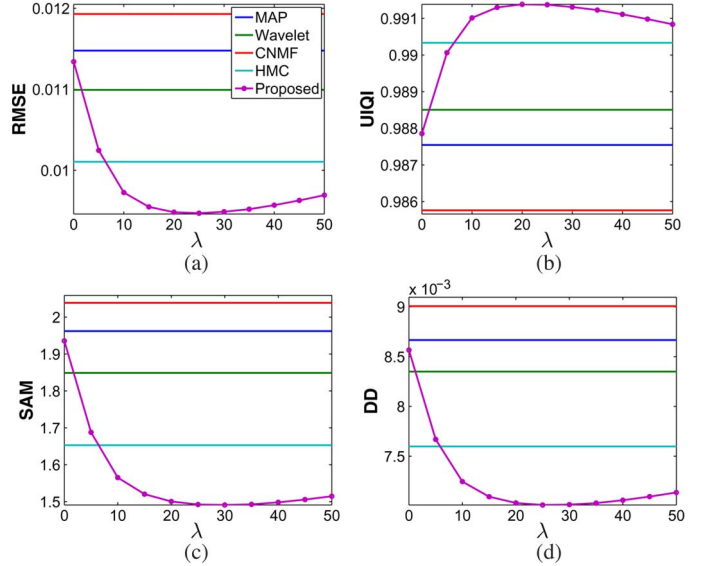 0.012
0.011
0.01
RMSE
0 10 20 30 40 50
λ
(a)
MAP
Wavelet
CNMF
HMC
Proposed
0.991
0.99
0.989
0.988
0.987
0.986
UIQI
0 10 20 30 40 50
λ
(b)
2
1.9
1.8
1.7
1.6
1.5
SAM
0 10 20 30 40 50
λ
(c)
x 10⁻³
9
8.5
8
7.5
DD
0 10 20 30 40 50
λ
(d)